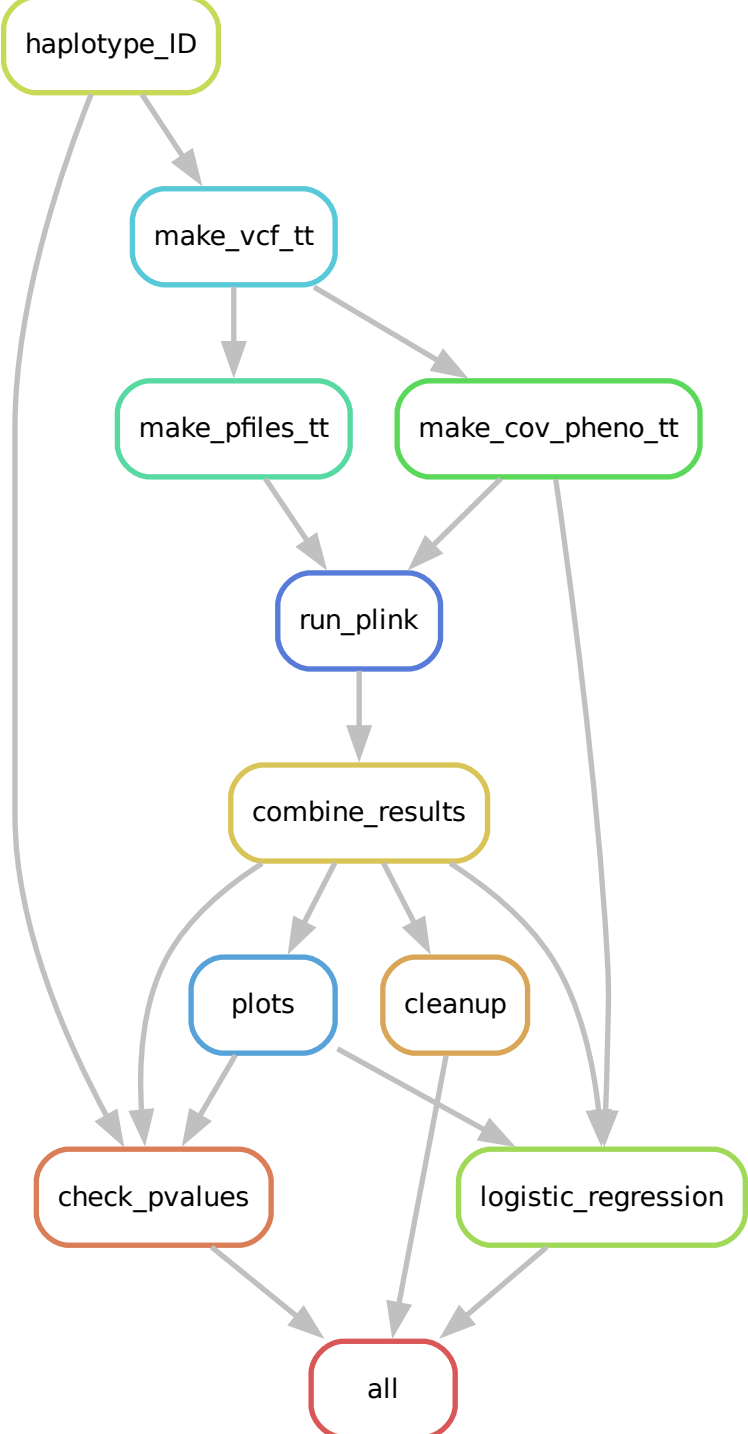 haplotype_ID
make_vcf_tt
make_pfiles_tt
make_cov_pheno_tt
run_plink
combine_results
plots
cleanup
check_pvalues
logistic_regression
all